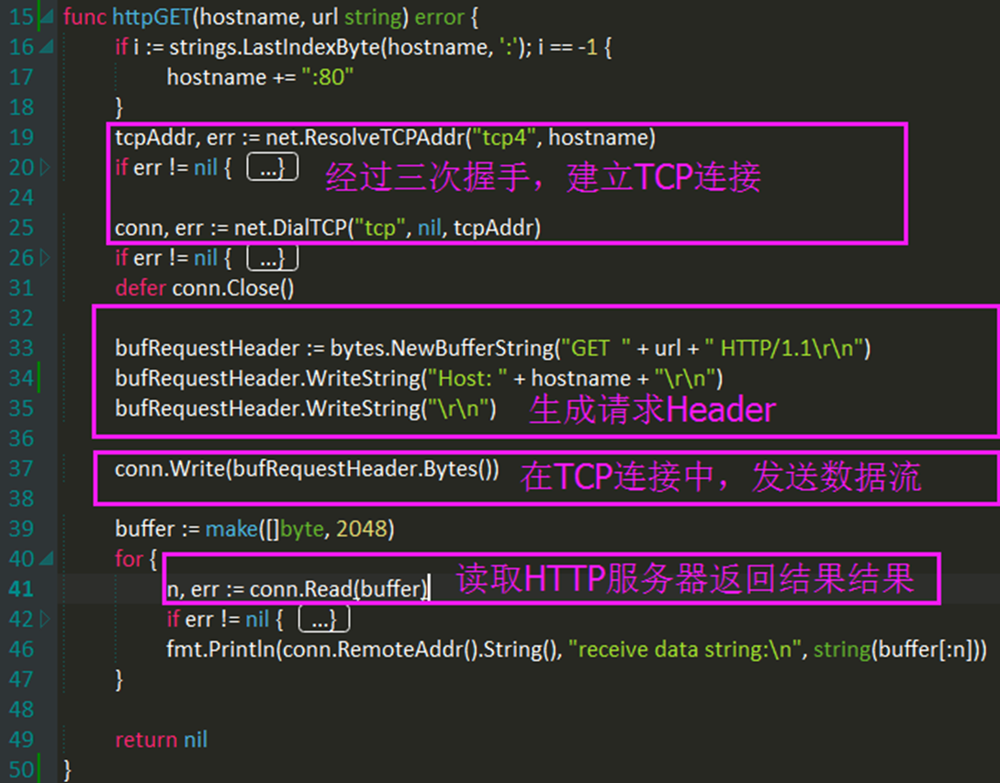 15 func httpGET(hostname, url string) error {
16 if i := strings.LastIndexByte(hostname, ':'); i == -1 {
17 hostname += ":80"
18 }
19 tcpAddr, err := net.ResolveTCPAddr("tcp4", hostname)
20 if err != nil { ...} 经过三次握手，建立TCP连接
24
25 conn, err := net.DialTCP("tcp", nil, tcpAddr)
26 if err != nil { ...}
31 defer conn.Close()
32
33 bufRequestHeader := bytes.NewBufferString("GET  " + url + " HTTP/1.1\r\n")
34 bufRequestHeader.WriteString("Host: " + hostname + "\r\n")
35 bufRequestHeader.WriteString("\r\n") 生成请求Header
36
37 conn.Write(bufRequestHeader.Bytes()) 在TCP连接中，发送数据流
38
39 buffer := make([]byte, 2048)
40 for {
41 n, err := conn.Read(buffer) 读取HTTP服务器返回结果结果
42 if err != nil { ...}
46 fmt.Println(conn.RemoteAddr().String(), "receive data string:\n", string(buffer[:n]))
47 }
48
49 return nil
50 }